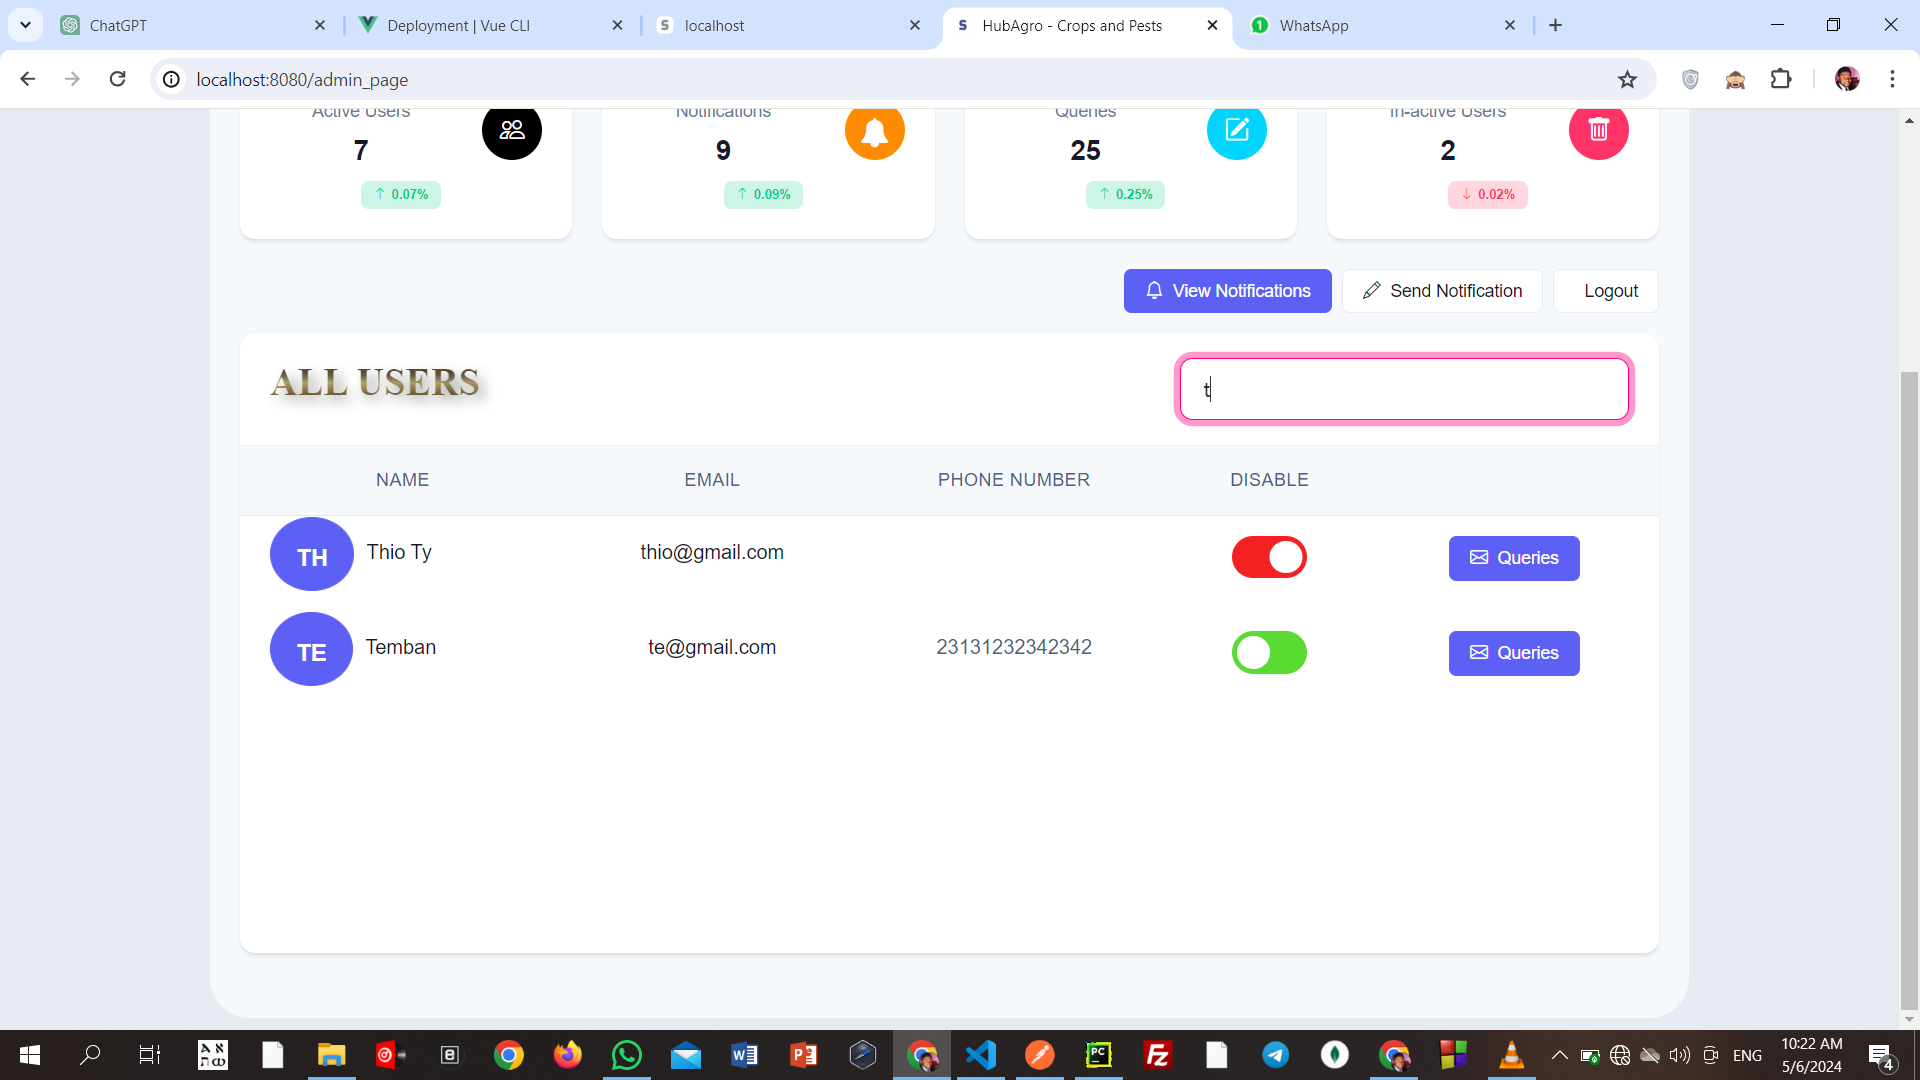 ChatGPT
Deployment | Vue CLI
S localhost
S HubAgro - Crops and Pests
1 WhatsApp
localhost:8080/admin_page
Active Users
7
0.07%
Notifications
9
0.09%
Queries
25
0.25%
In-active Users
2
0.02%
View Notifications
Send Notification
Logout
ALL USERS
t
NAME EMAIL PHONE NUMBER DISABLE
TH Thio Ty thio@gmail.com Queries
TE Temban te@gmail.com 23131232342342 Queries
ENG
10:22 AM
5/6/2024
4